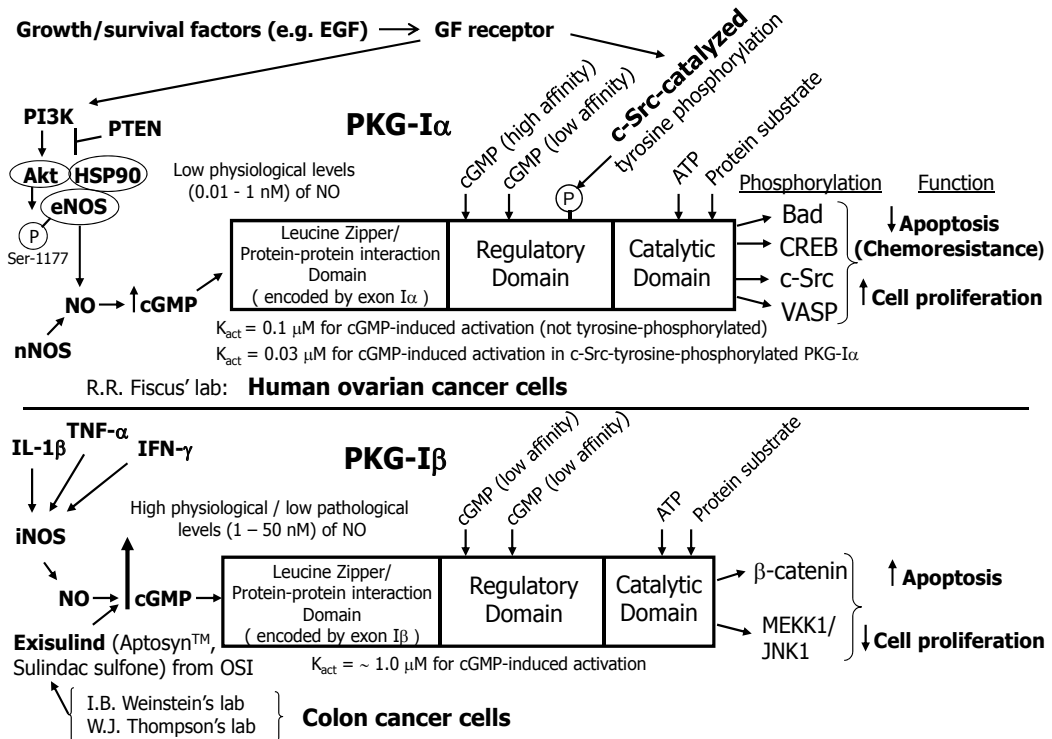 Growth/survival factors (e.g. EGF)
GF receptor
c-Src-catalyzed
tyrosine phosphorylation
PI3K
PTEN
PKG-Iα
cGMP (high affinity)
cGMP (low affinity)
ATP
Protein substrate
Akt
HSP90
eNOS
P
Ser-1177
Low physiological levels
(0.01 - 1 nM) of NO
P
Phosphorylation
Function
Leucine Zipper/
Protein-protein interaction
Domain
( encoded by exon Iα )
Regulatory
Domain
Catalytic
Domain
Bad
CREB
c-Src
VASP
Apoptosis
(Chemoresistance)
Cell proliferation
NO
cGMP
nNOS
Kact = 0.1 μM for cGMP-induced activation (not tyrosine-phosphorylated)
Kact = 0.03 μM for cGMP-induced activation in c-Src-tyrosine-phosphorylated PKG-Iα
R.R. Fiscus' lab: Human ovarian cancer cells
IL-1β
TNF-α
IFN-γ
PKG-Iβ
cGMP (low affinity)
cGMP (low affinity)
ATP
Protein substrate
High physiological / low pathological
levels (1 – 50 nM) of NO
iNOS
NO
cGMP
Leucine Zipper/
Protein-protein interaction
Domain
( encoded by exon Iβ )
Regulatory
Domain
Catalytic
Domain
β-catenin
MEKK1/
JNK1
Apoptosis
Cell proliferation
Exisulind (Aptosyn™,
Sulindac sulfone) from OSI
Kact = ~ 1.0 μM for cGMP-induced activation
I.B. Weinstein's lab
W.J. Thompson's lab
Colon cancer cells